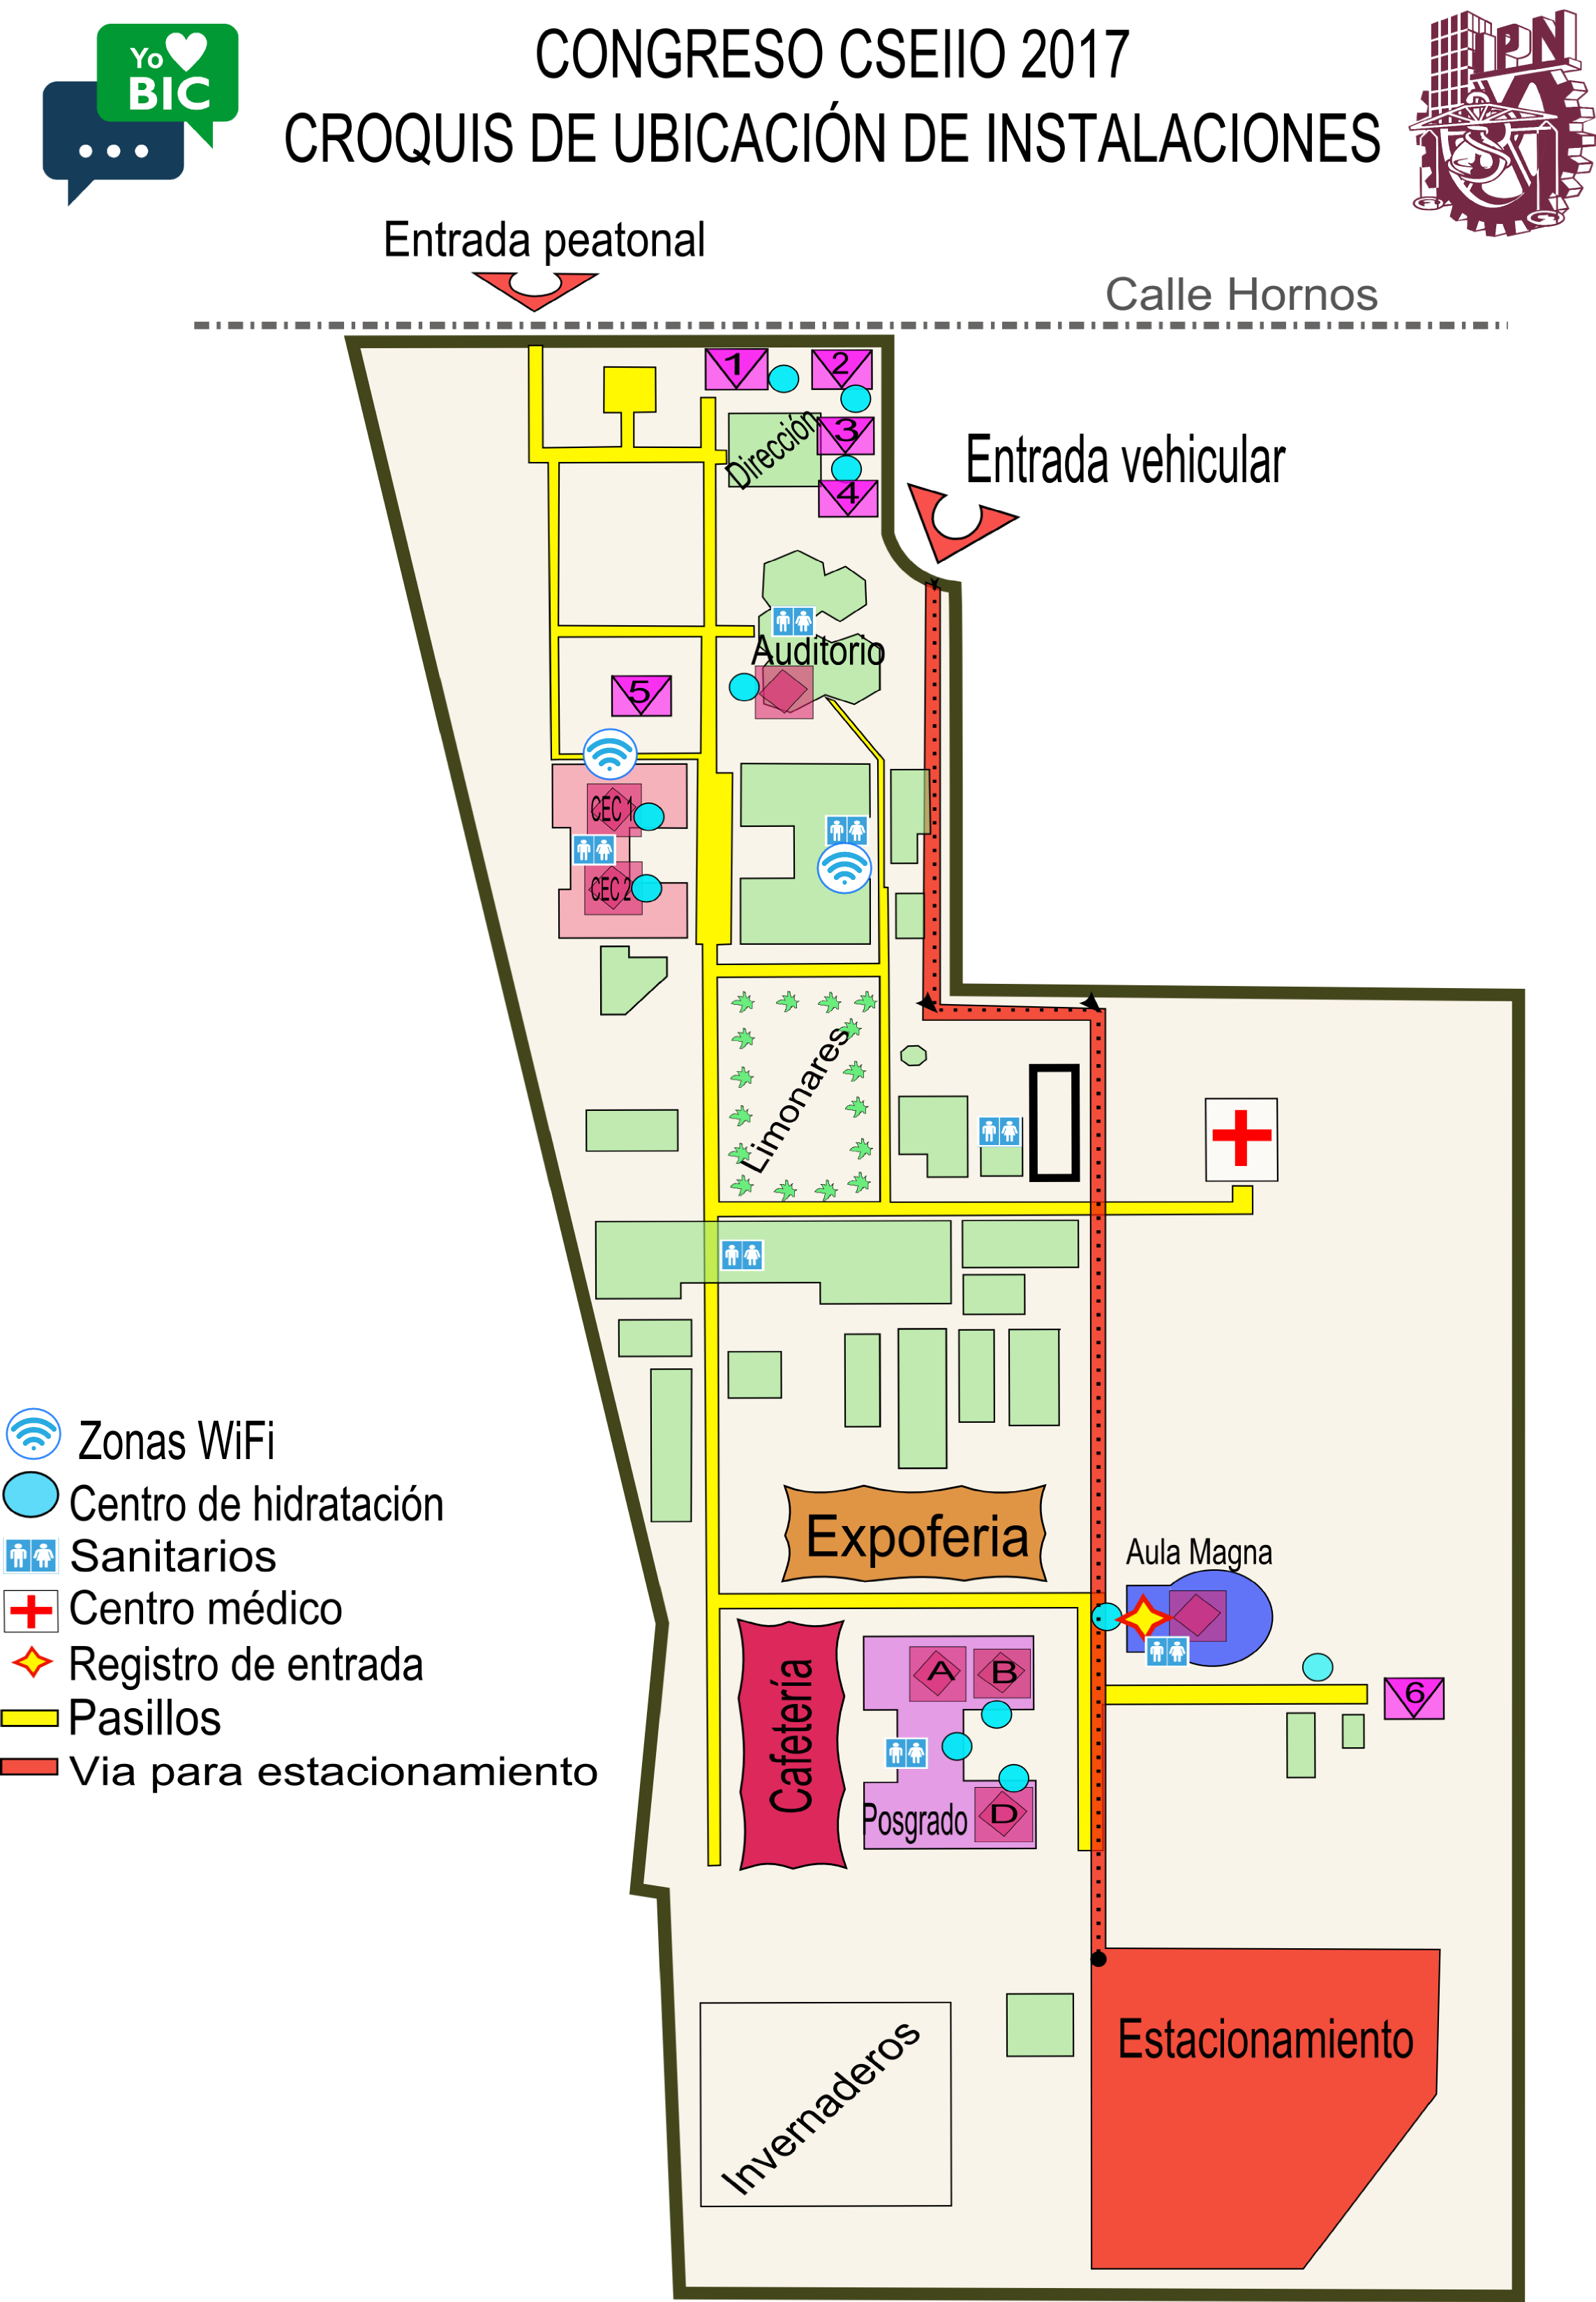 Yo
BIC
CONGRESO CSEIIO 2017
CROQUIS DE UBICACIÓN DE INSTALACIONES
IPN
Entrada peatonal
Calle Hornos
1
2
Dirección
3
4
Entrada vehicular
Auditorio
5
CEC 1
CEC 2
Limonares
Zonas WiFi
Centro de hidratación
Sanitarios
Centro médico
Registro de entrada
Pasillos
Via para estacionamiento
Expoferia
Aula Magna
Cafetería
A
B
6
Posgrado
D
Estacionamiento
Invernaderos